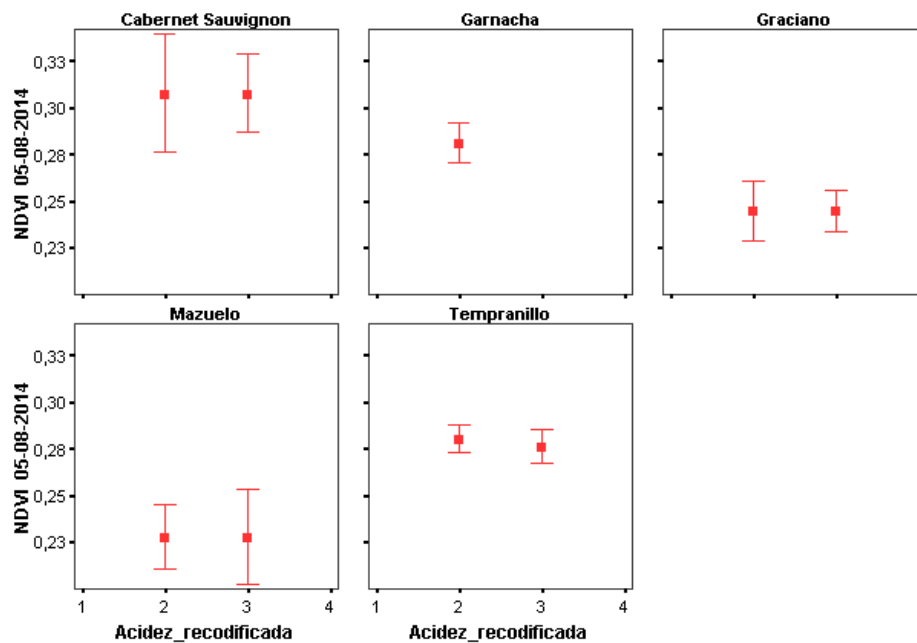 Cabernet Sauvignon
Garnacha
Graciano
NDVI 05-08-2014
0,33
0,30
0,28
0,25
0,23
Mazuelo
Tempranillo
NDVI 05-08-2014
0,33
0,30
0,28
0,25
0,23
1 2 3 4
1 2 3 4
Acidez_recodificada
Acidez_recodificada